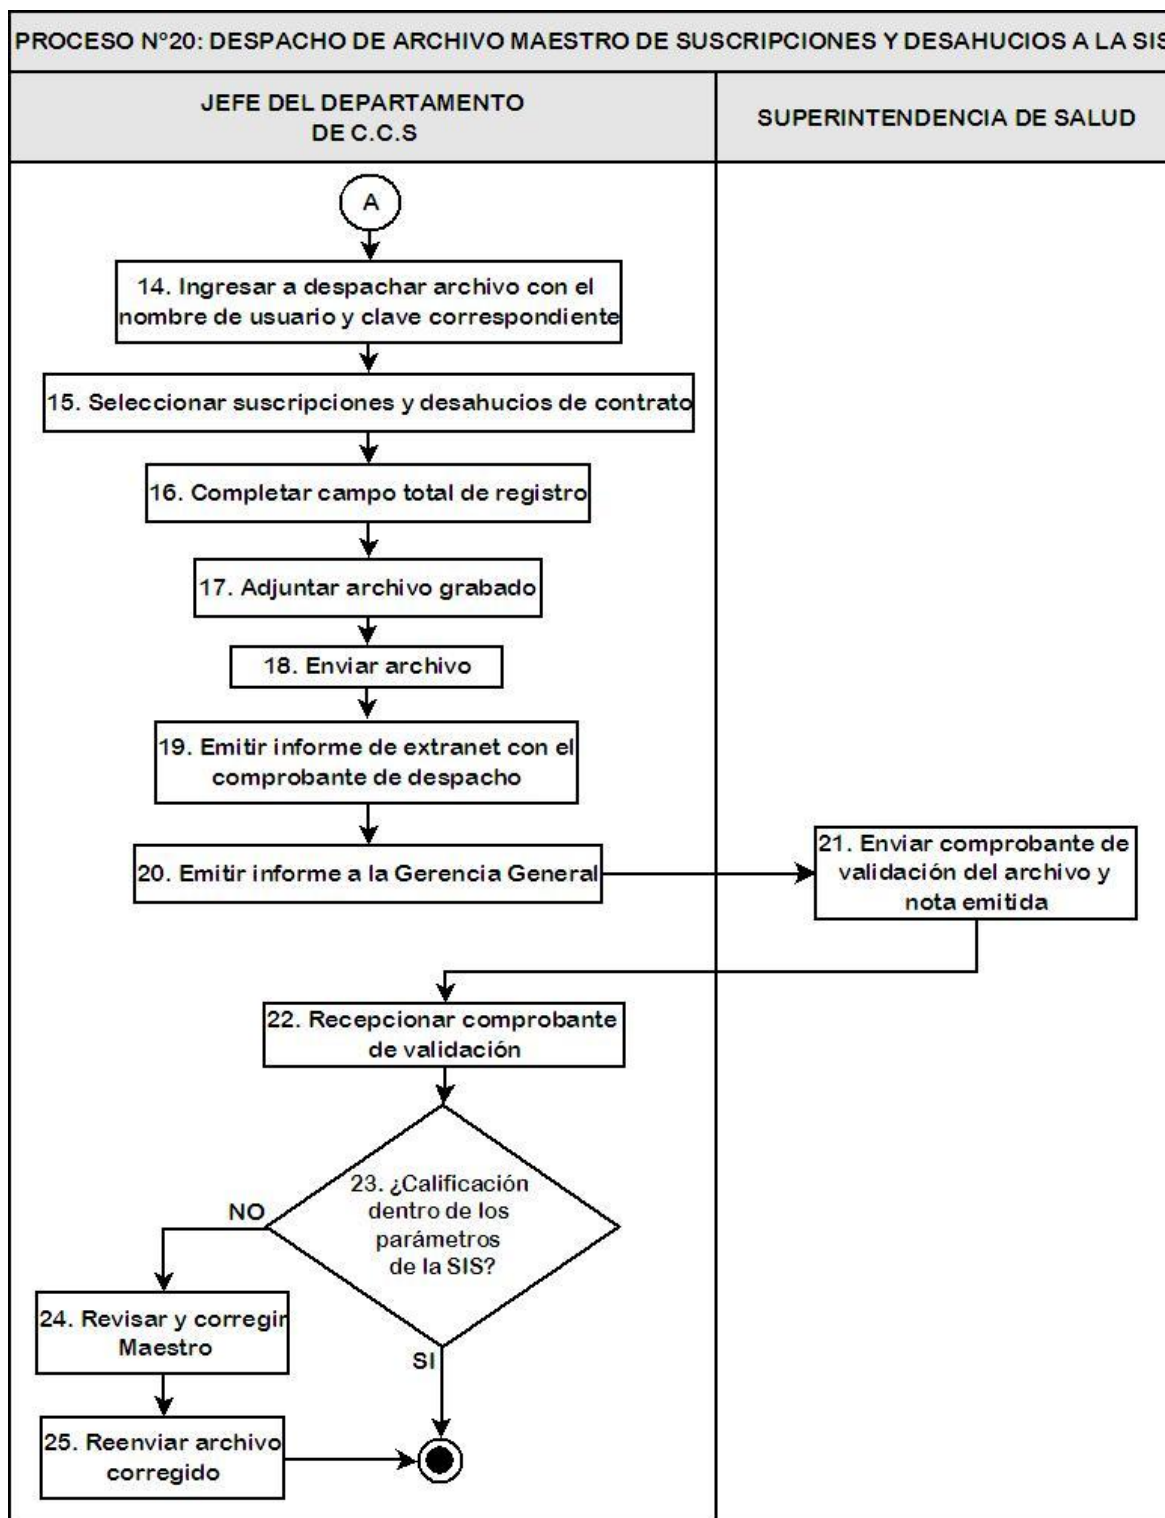 PROCESO Nº20: DESPACHO DE ARCHIVO MAESTRO DE SUSCRIPCIONES Y DESAHUCIOS A LA SIS
JEFE DEL DEPARTAMENTO
DE C.C.S
SUPERINTENDENCIA DE SALUD
A
14. Ingresar a despachar archivo con el
nombre de usuario y clave correspondiente
15. Seleccionar suscripciones y desahucios de contrato
16. Completar campo total de registro
17. Adjuntar archivo grabado
18. Enviar archivo
19. Emitir informe de extranet con el
comprobante de despacho
20. Emitir informe a la Gerencia General
21. Enviar comprobante de
validación del archivo y
nota emitida
22. Recepcionar comprobante
de validación
23. ¿Calificación
dentro de los
parámetros
de la SIS?
NO
24. Revisar y corregir
Maestro
SI
25. Reenviar archivo
corregido